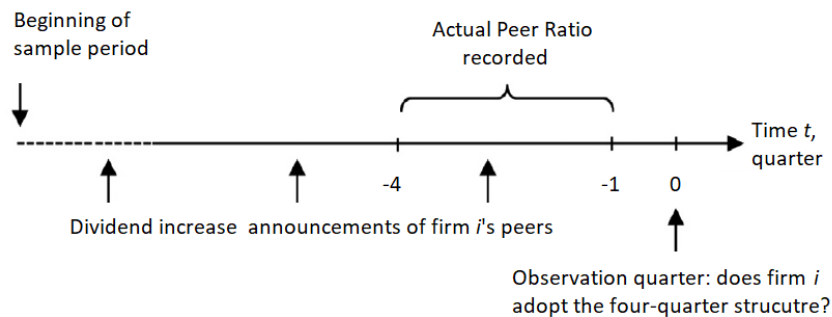 Beginning of
sample period
Actual Peer Ratio
recorded
Time t,
quarter
-4
-1
0
Dividend increase announcements of firm i's peers
Observation quarter: does firm i
adopt the four-quarter strucutre?